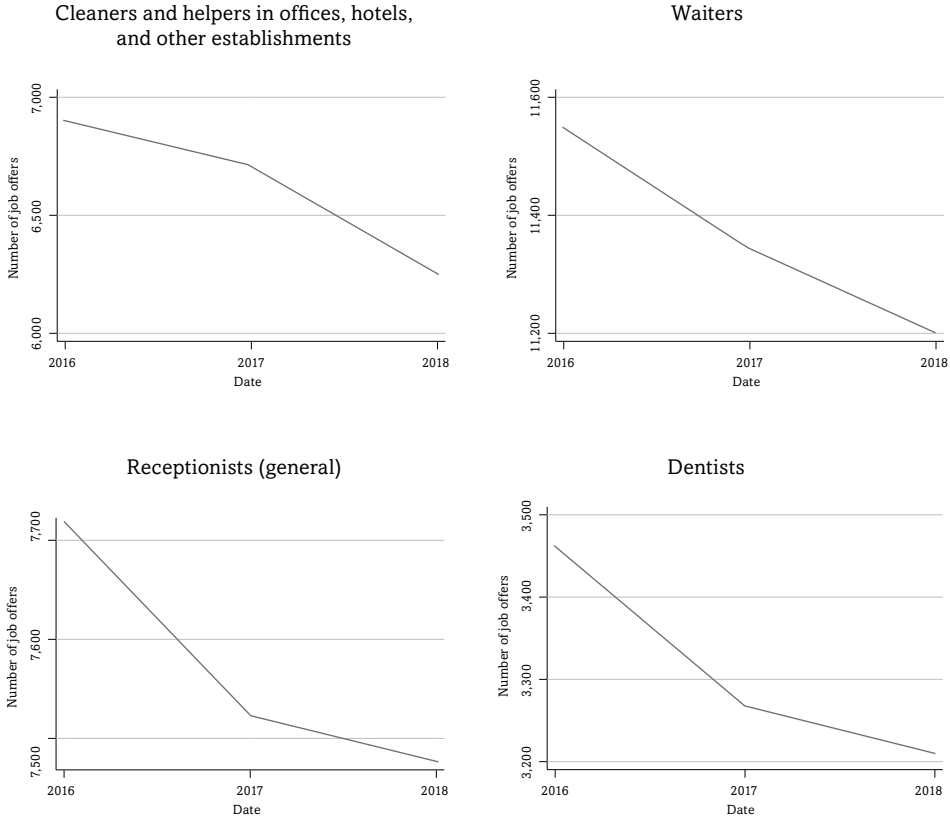 Cleaners and helpers in offices, hotels,
and other establishments
7,000
6,500
6,000
Number of job offers
2016
2017
2018
Date
Waiters
11,600
11,400
11,200
Number of job offers
2016
2017
2018
Date
Receptionists (general)
7,700
7,600
7,500
Number of job offers
2016
2017
2018
Date
Dentists
3,500
3,400
3,300
3,200
Number of job offers
2016
2017
2018
Date